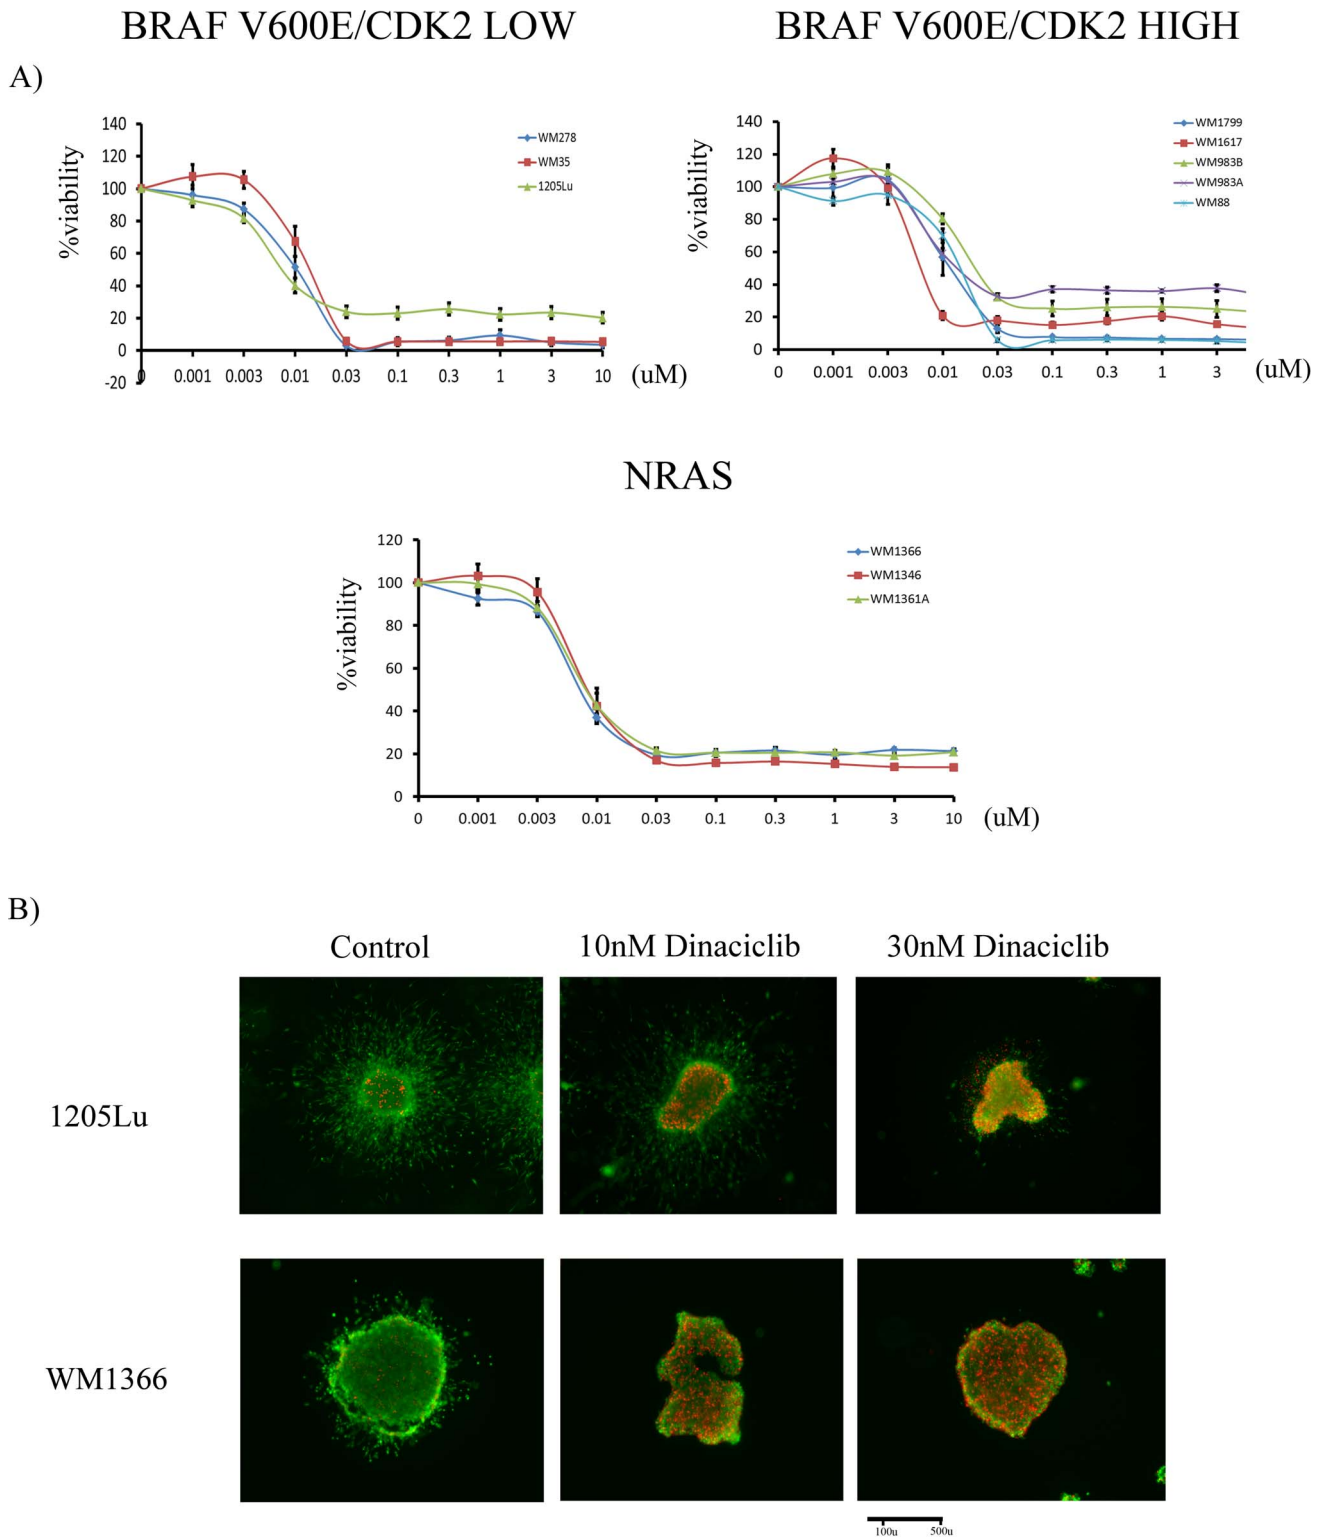 BRAF V600E/CDK2 LOW
BRAF V600E/CDK2 HIGH
A)
%viability
140
120
100
80
60
40
20
0
-20
0 0.001 0.003 0.01 0.03 0.1 0.3 1 3 10 (uM)
WM278
WM35
1205Lu
%viability
140
120
100
80
60
40
20
0
0 0.001 0.003 0.01 0.03 0.1 0.3 1 3 (uM)
WM1799
WM1617
WM983B
WM983A
WM88
NRAS
%viability
120
100
80
60
40
20
0
0 0.001 0.003 0.01 0.03 0.1 0.3 1 3 10 (uM)
WM1366
WM1346
WM1361A
B)
Control 10nM Dinaciclib 30nM Dinaciclib
1205Lu
WM1366
100u 500u